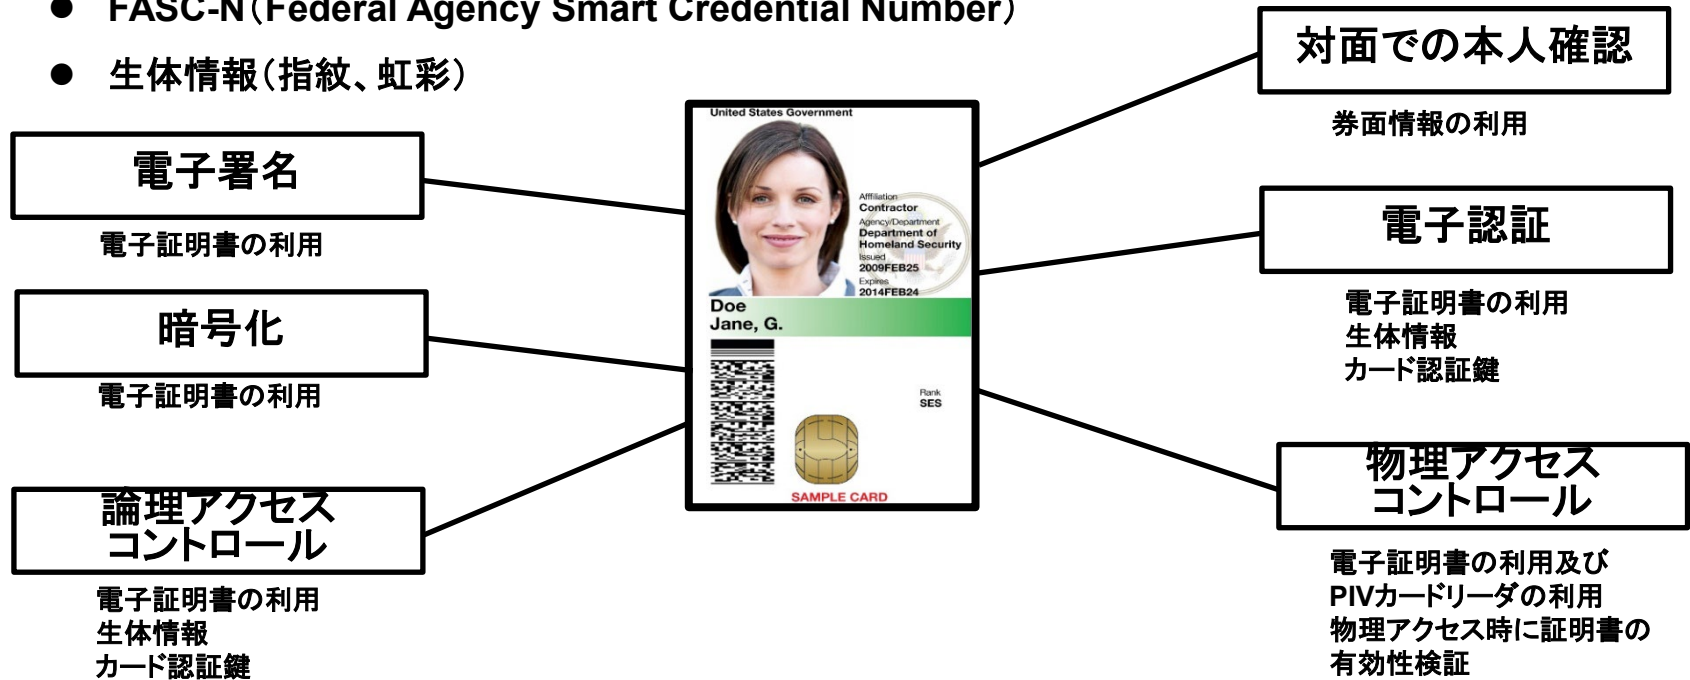 ● FASC-N（Federal Agency Smart Credential Number）
● 生体情報（指紋、虹彩）
電子署名
電子証明書の利用
暗号化
電子証明書の利用
論理アクセス
コントロール
電子証明書の利用
生体情報
カード認証鍵
United States Government
Affiliation
Contractor
Agency/Department
Department of
Homeland Security
Issued
2009FEB25
Expires
2014FEB24
Doe
Jane, G.
Rank
SES
SAMPLE CARD
対面での本人確認
券面情報の利用
電子認証
電子証明書の利用
生体情報
カード認証鍵
物理アクセス
コントロール
電子証明書の利用及び
PIVカードリーダの利用
物理アクセス時に証明書の
有効性検証